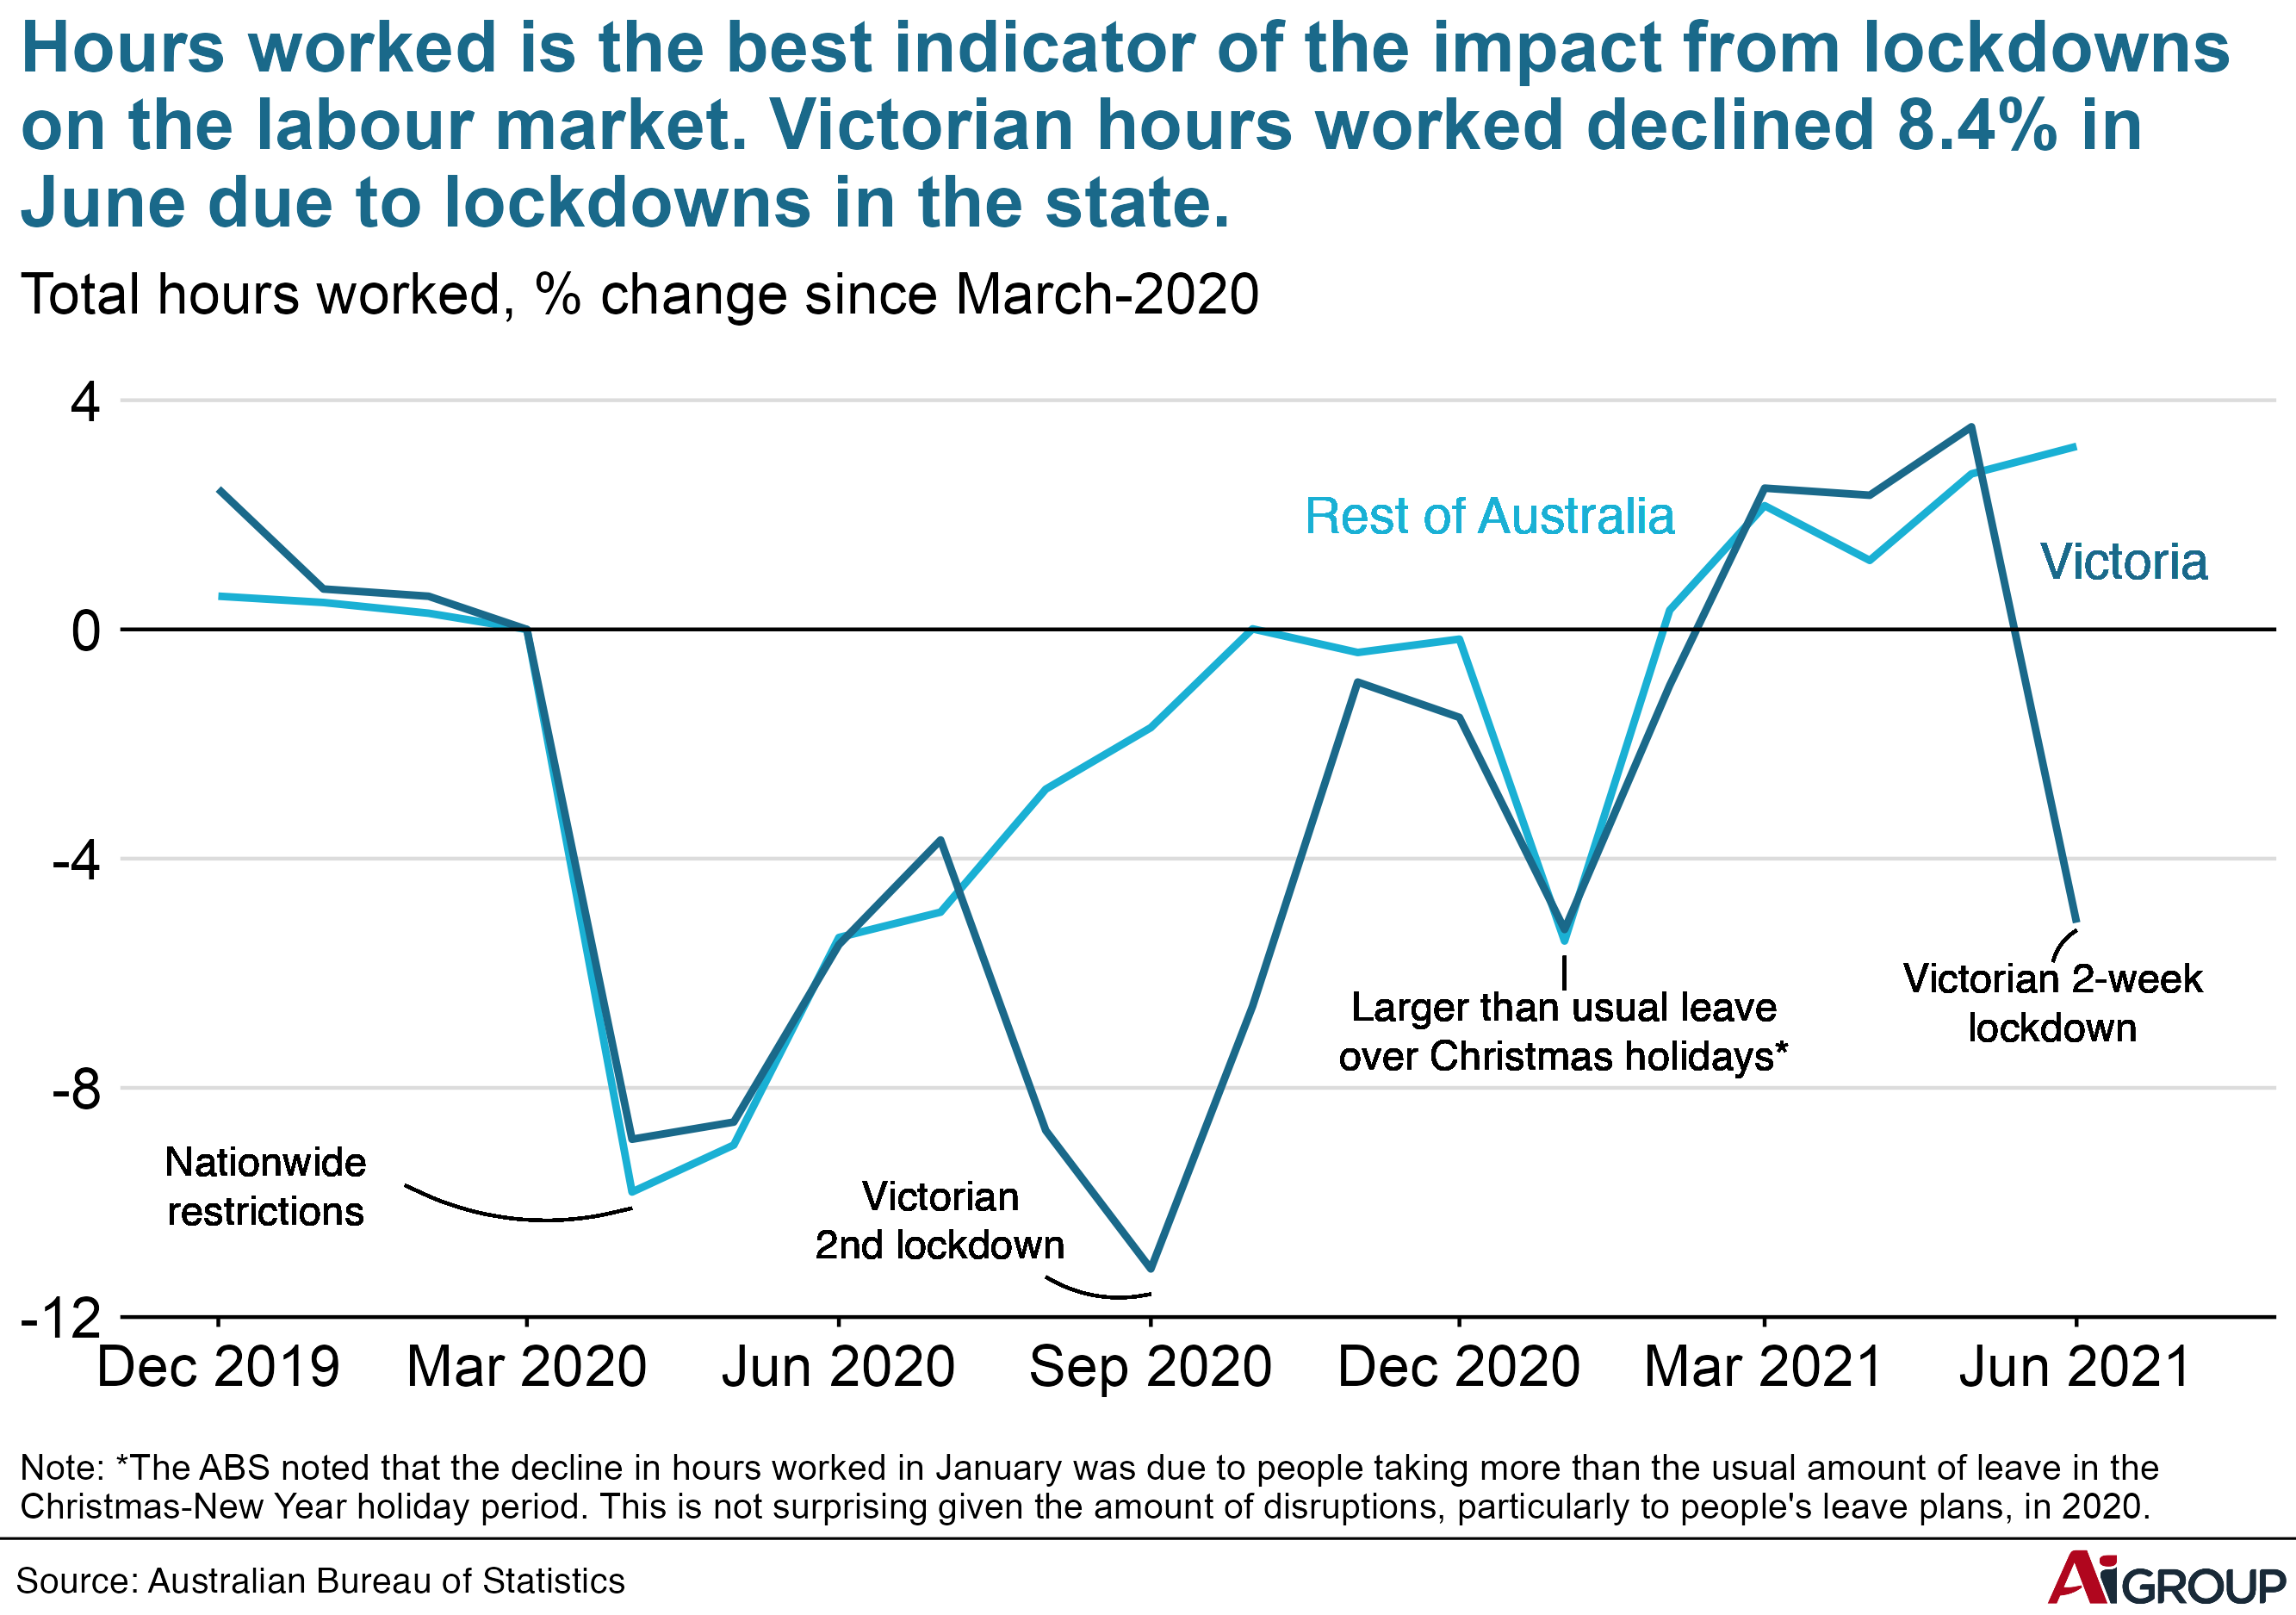 Hours worked is the best indicator of the impact from lockdowns
on the labour market. Victorian hours worked declined 8.4% in
June due to lockdowns in the state.
Total hours worked, % change since March-2020
4
0
-4
-8
-12
Rest of Australia
Victoria
Nationwide
restrictions
Victorian
2nd lockdown
Larger than usual leave
over Christmas holidays*
Victorian 2-week
lockdown
Dec 2019 Mar 2020 Jun 2020 Sep 2020 Dec 2020 Mar 2021 Jun 2021
Note: *The ABS noted that the decline in hours worked in January was due to people taking more than the usual amount of leave in the
Christmas-New Year holiday period. This is not surprising given the amount of disruptions, particularly to people's leave plans, in 2020.
Source: Australian Bureau of Statistics
Ai GROUP